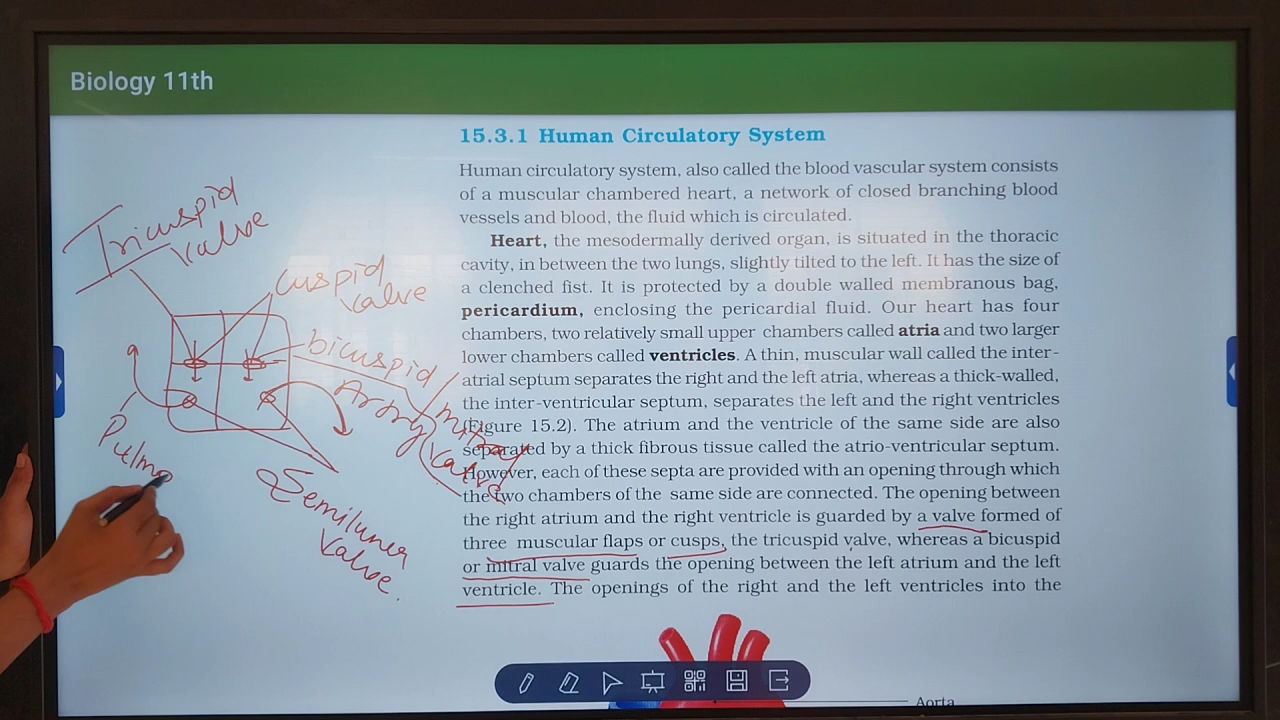 Biology 11th
15.3.1 Human Circulatory System
Human circulatory system, also called the blood vascular system consists
of a muscular chambered heart, a network of closed branching blood
vessels and blood, the fluid which is circulated.
Heart, the mesodermally derived organ, is situated in the thoracic
cavity, in between the two lungs, slightly tilted to the left. It has the size of
a clenched fist. It is protected by a double walled membranous bag,
pericardium, enclosing the pericardial fluid. Our heart has four
chambers, two relatively small upper chambers called atria and two larger
lower chambers called ventricles. A thin, muscular wall called the inter-
atrial septum separates the right and the left atria, whereas a thick-walled,
the inter-ventricular septum, separates the left and the right ventricles
(Figure 15.2). The atrium and the ventricle of the same side are also
separated by a thick fibrous tissue called the atrio-ventricular septum.
However, each of these septa are provided with an opening through which
the two chambers of the same side are connected. The opening between
the right atrium and the right ventricle is guarded by a valve formed of
three muscular flaps or cusps, the tricuspid valve, whereas a bicuspid
or mitral valve guards the opening between the left atrium and the left
ventricle. The openings of the right and the left ventricles into the
Aorta
Tricuspid
valve
Cuspid
valve
bicuspid/
mitral
valve
Pulmo
Semiluner
Valve.